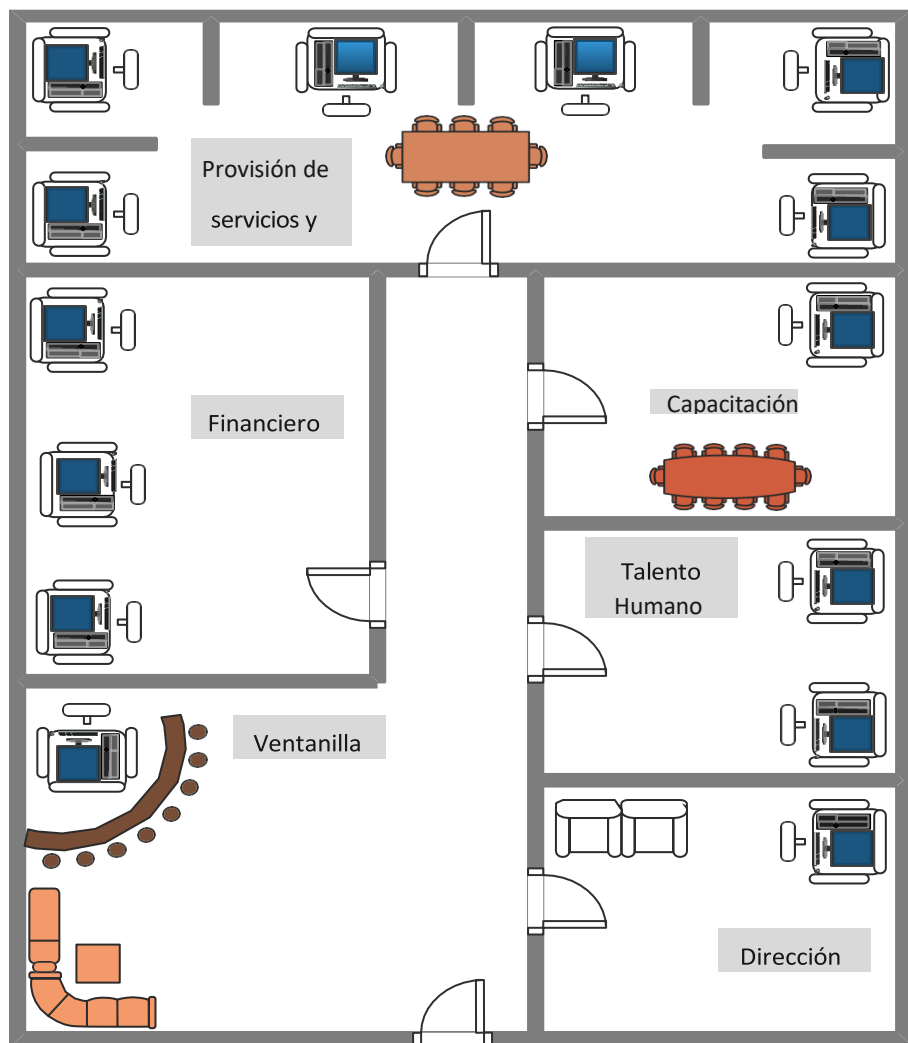 Provisión de
servicios y
Financiero
Capacitación
Talento
Humano
Ventanilla
Dirección